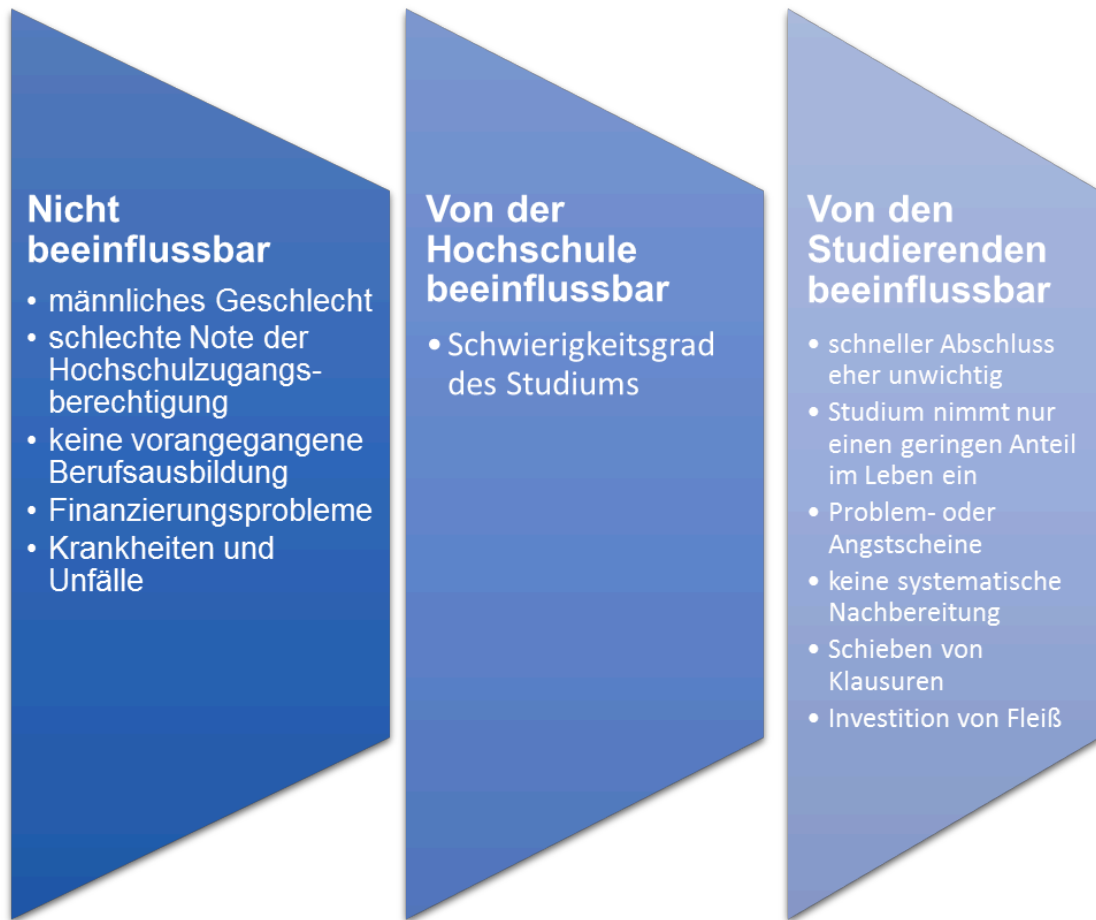 Nicht
beeinflussbar
• männliches Geschlecht
• schlechte Note der
Hochschulzugangs-
berechtigung
• keine vorangegangene
Berufsausbildung
• Finanzierungsprobleme
• Krankheiten und
Unfälle
Von der
Hochschule
beeinflussbar
• Schwierigkeitsgrad
des Studiums
Von den
Studierenden
beeinflussbar
• schneller Abschluss
eher unwichtig
• Studium nimmt nur
einen geringen Anteil
im Leben ein
• Problem- oder
Angstscheine
• keine systematische
Nachbereitung
• Schieben von
Klausuren
• Investition von Fleiß